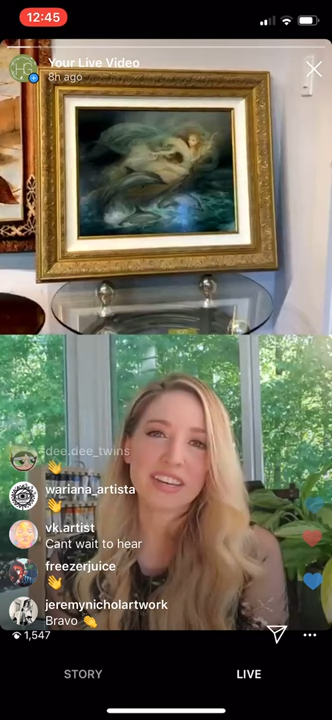 12:45
HG
Your Live Video
8h ago
dee.dee_twins
👋
wariana_artista
👋
vk.artist
Cant wait to hear
freezerjuice
👋
jeremynicholartwork
Bravo 👏
1,547
STORY
LIVE